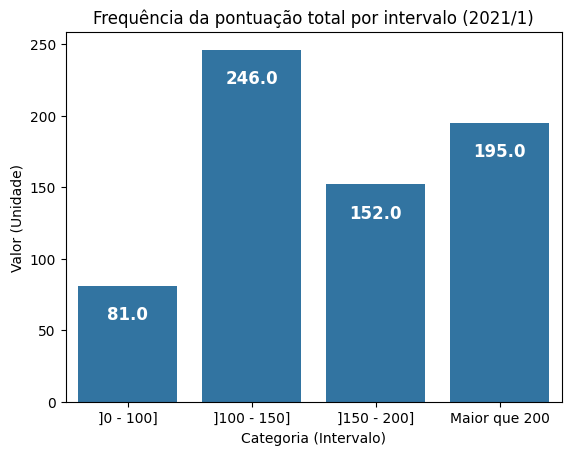 Frequência da pontuação total por intervalo (2021/1)
Valor (Unidade)
250
200
150
100
50
0
81.0
246.0
152.0
195.0
]0 - 100]
]100 - 150]
]150 - 200]
Maior que 200
Categoria (Intervalo)